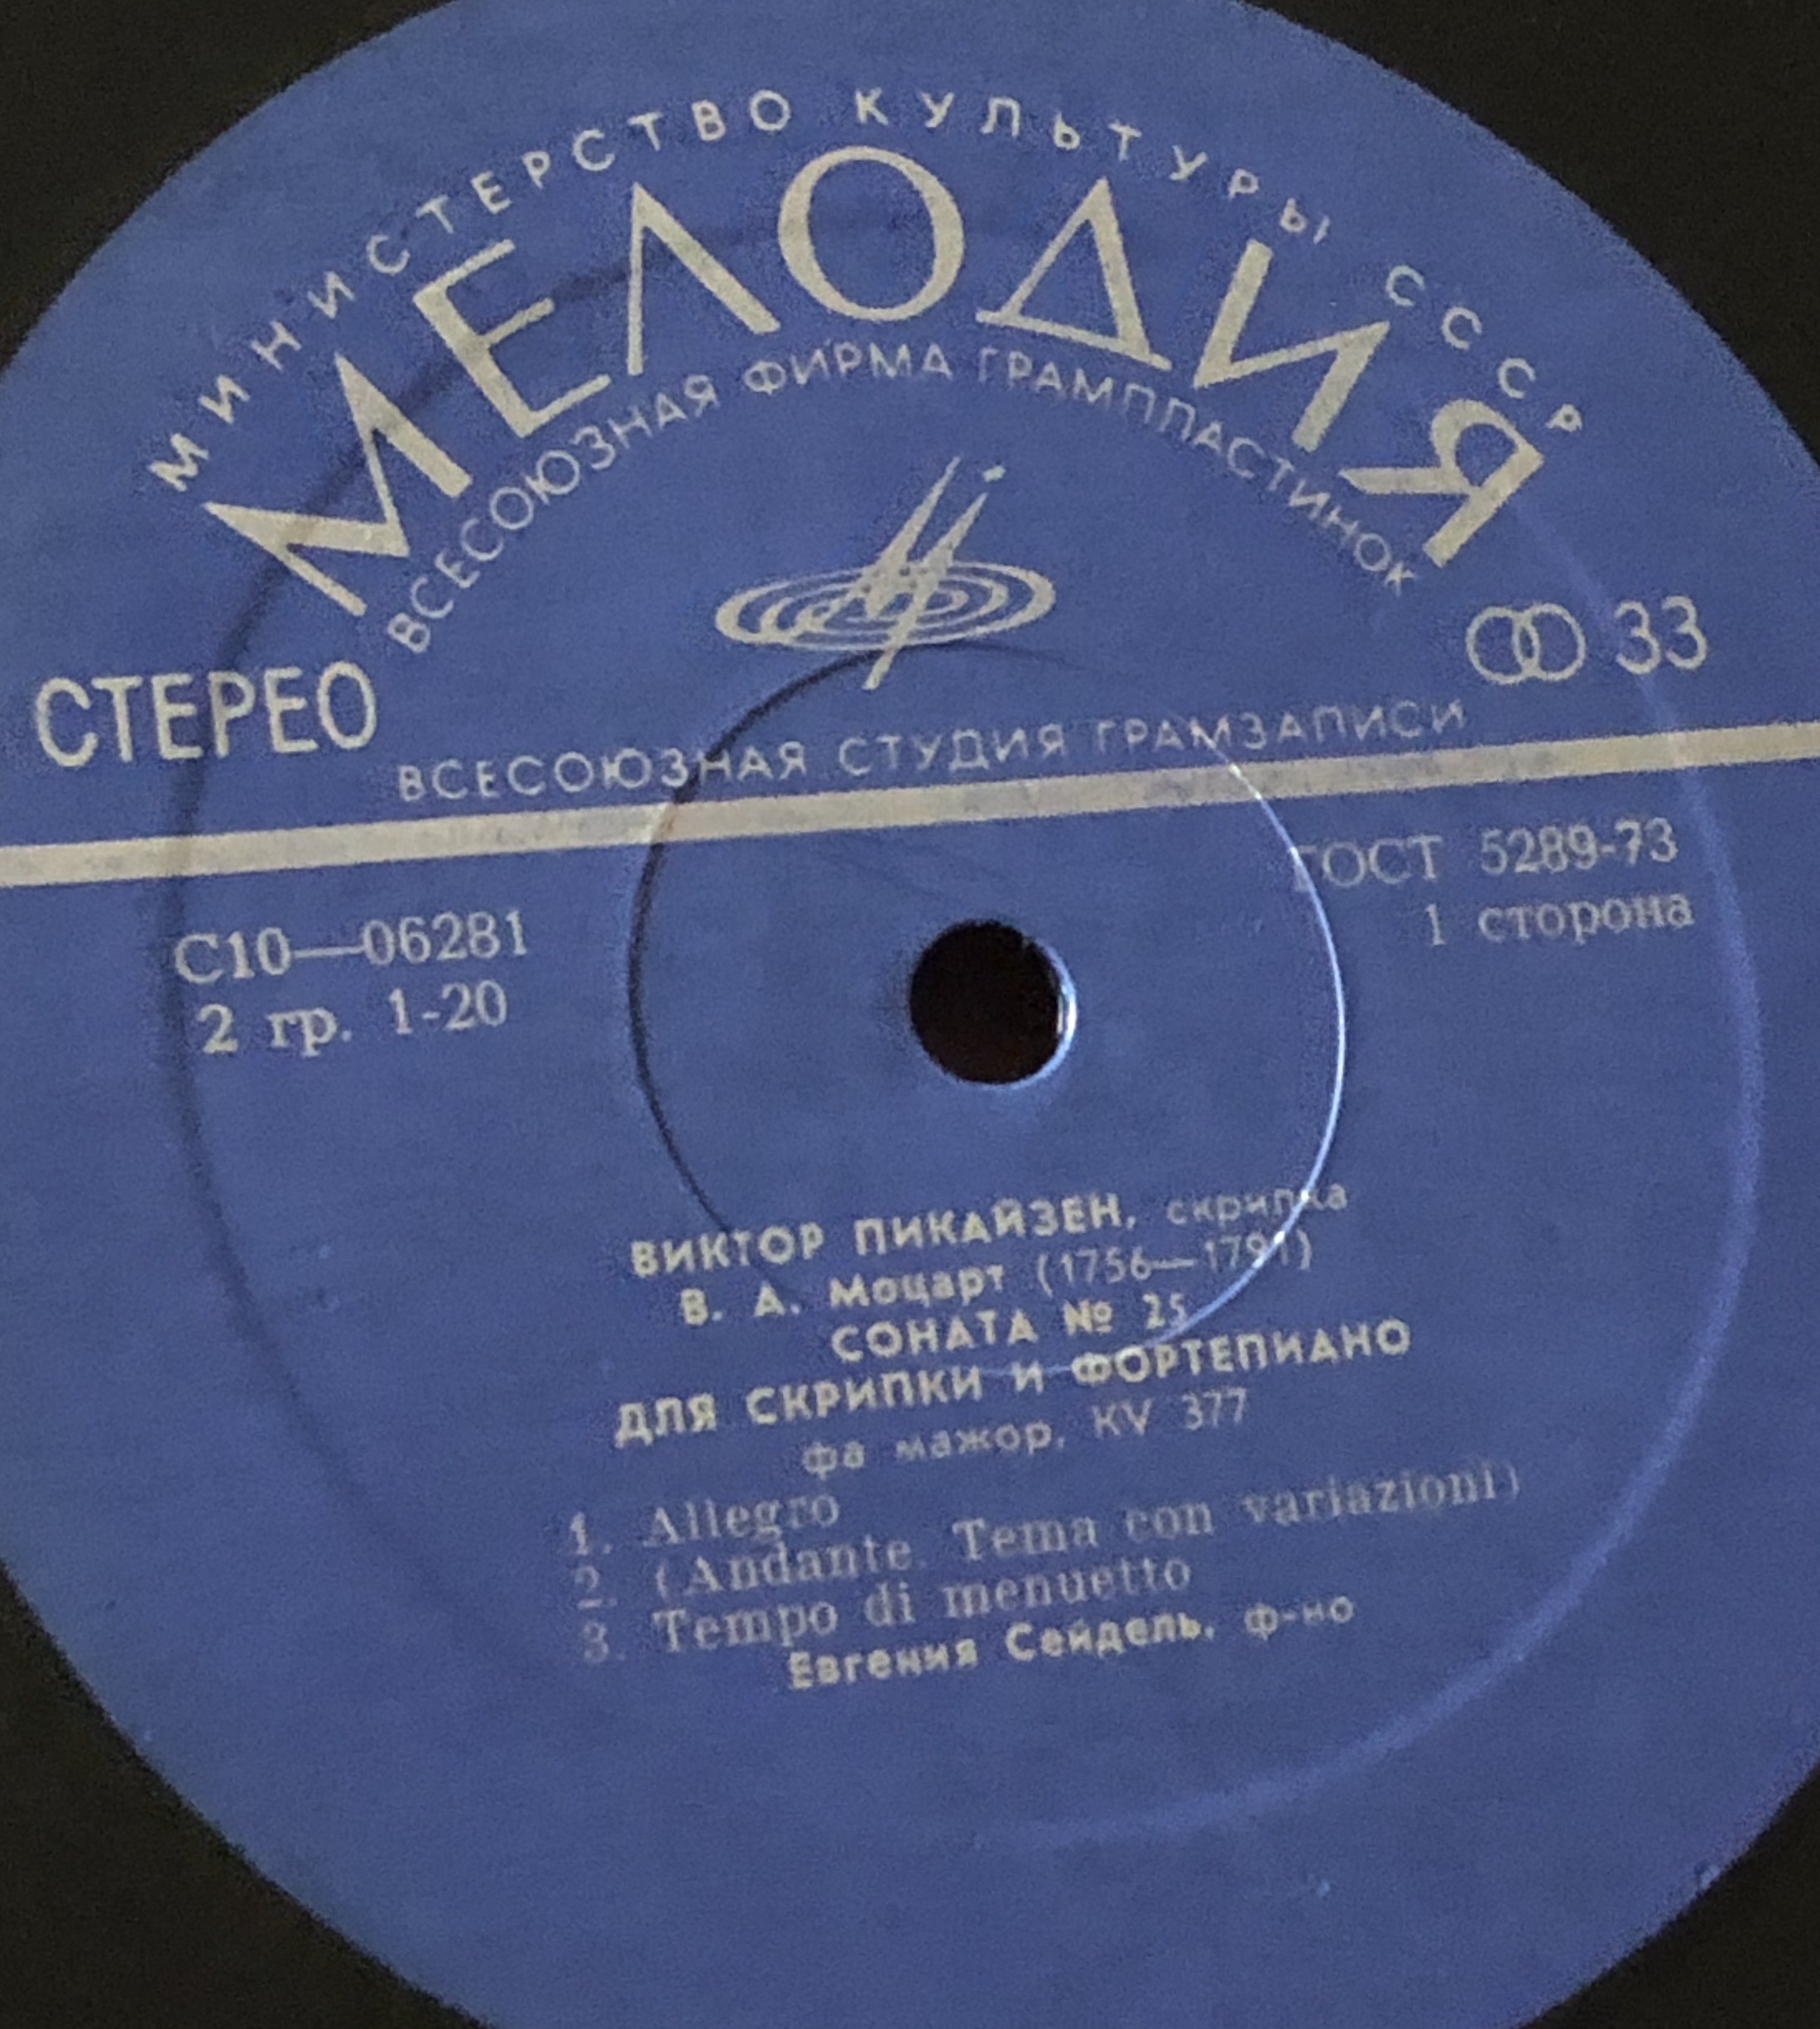 МИНИСТЕРСТВО КУЛЬТУРЫ СССР
МЕЛОДИЯ
ВСЕСОЮЗНАЯ ФИРМА ГРАМПЛАСТИНОК
СТЕРЕО
33
ВСЕСОЮЗНАЯ СТУДИЯ ГРАМЗАПИСИ
ГОСТ 5289-73
С10—06281
1 сторона
2 гр. 1-20
ВИКТОР ПИКАЙЗЕН, скрипка
В. А. Моцарт (1756—1791)
СОНАТА № 25
ДЛЯ СКРИПКИ И ФОРТЕПИАНО
фа мажор, KV 377
1. Allegro
2. (Andante. Tema con variazioni)
3. Tempo di menuetto
Евгения Сейдель, ф-но